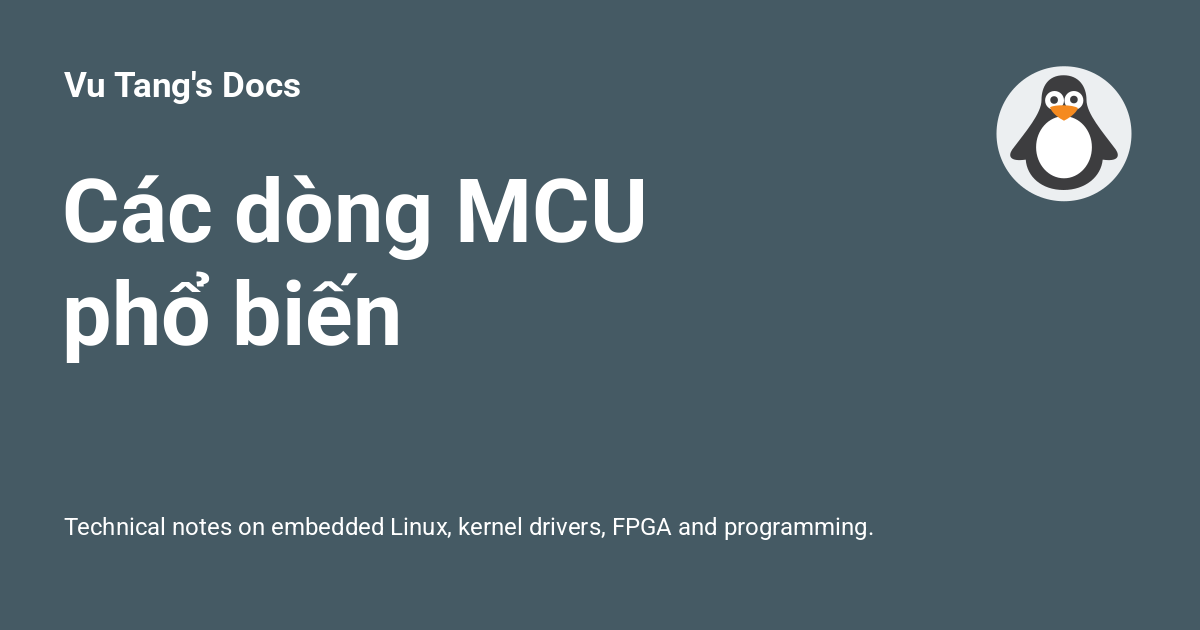 Vu Tang's Docs
Các dòng MCU
phổ biến
Technical notes on embedded Linux, kernel drivers, FPGA and programming.